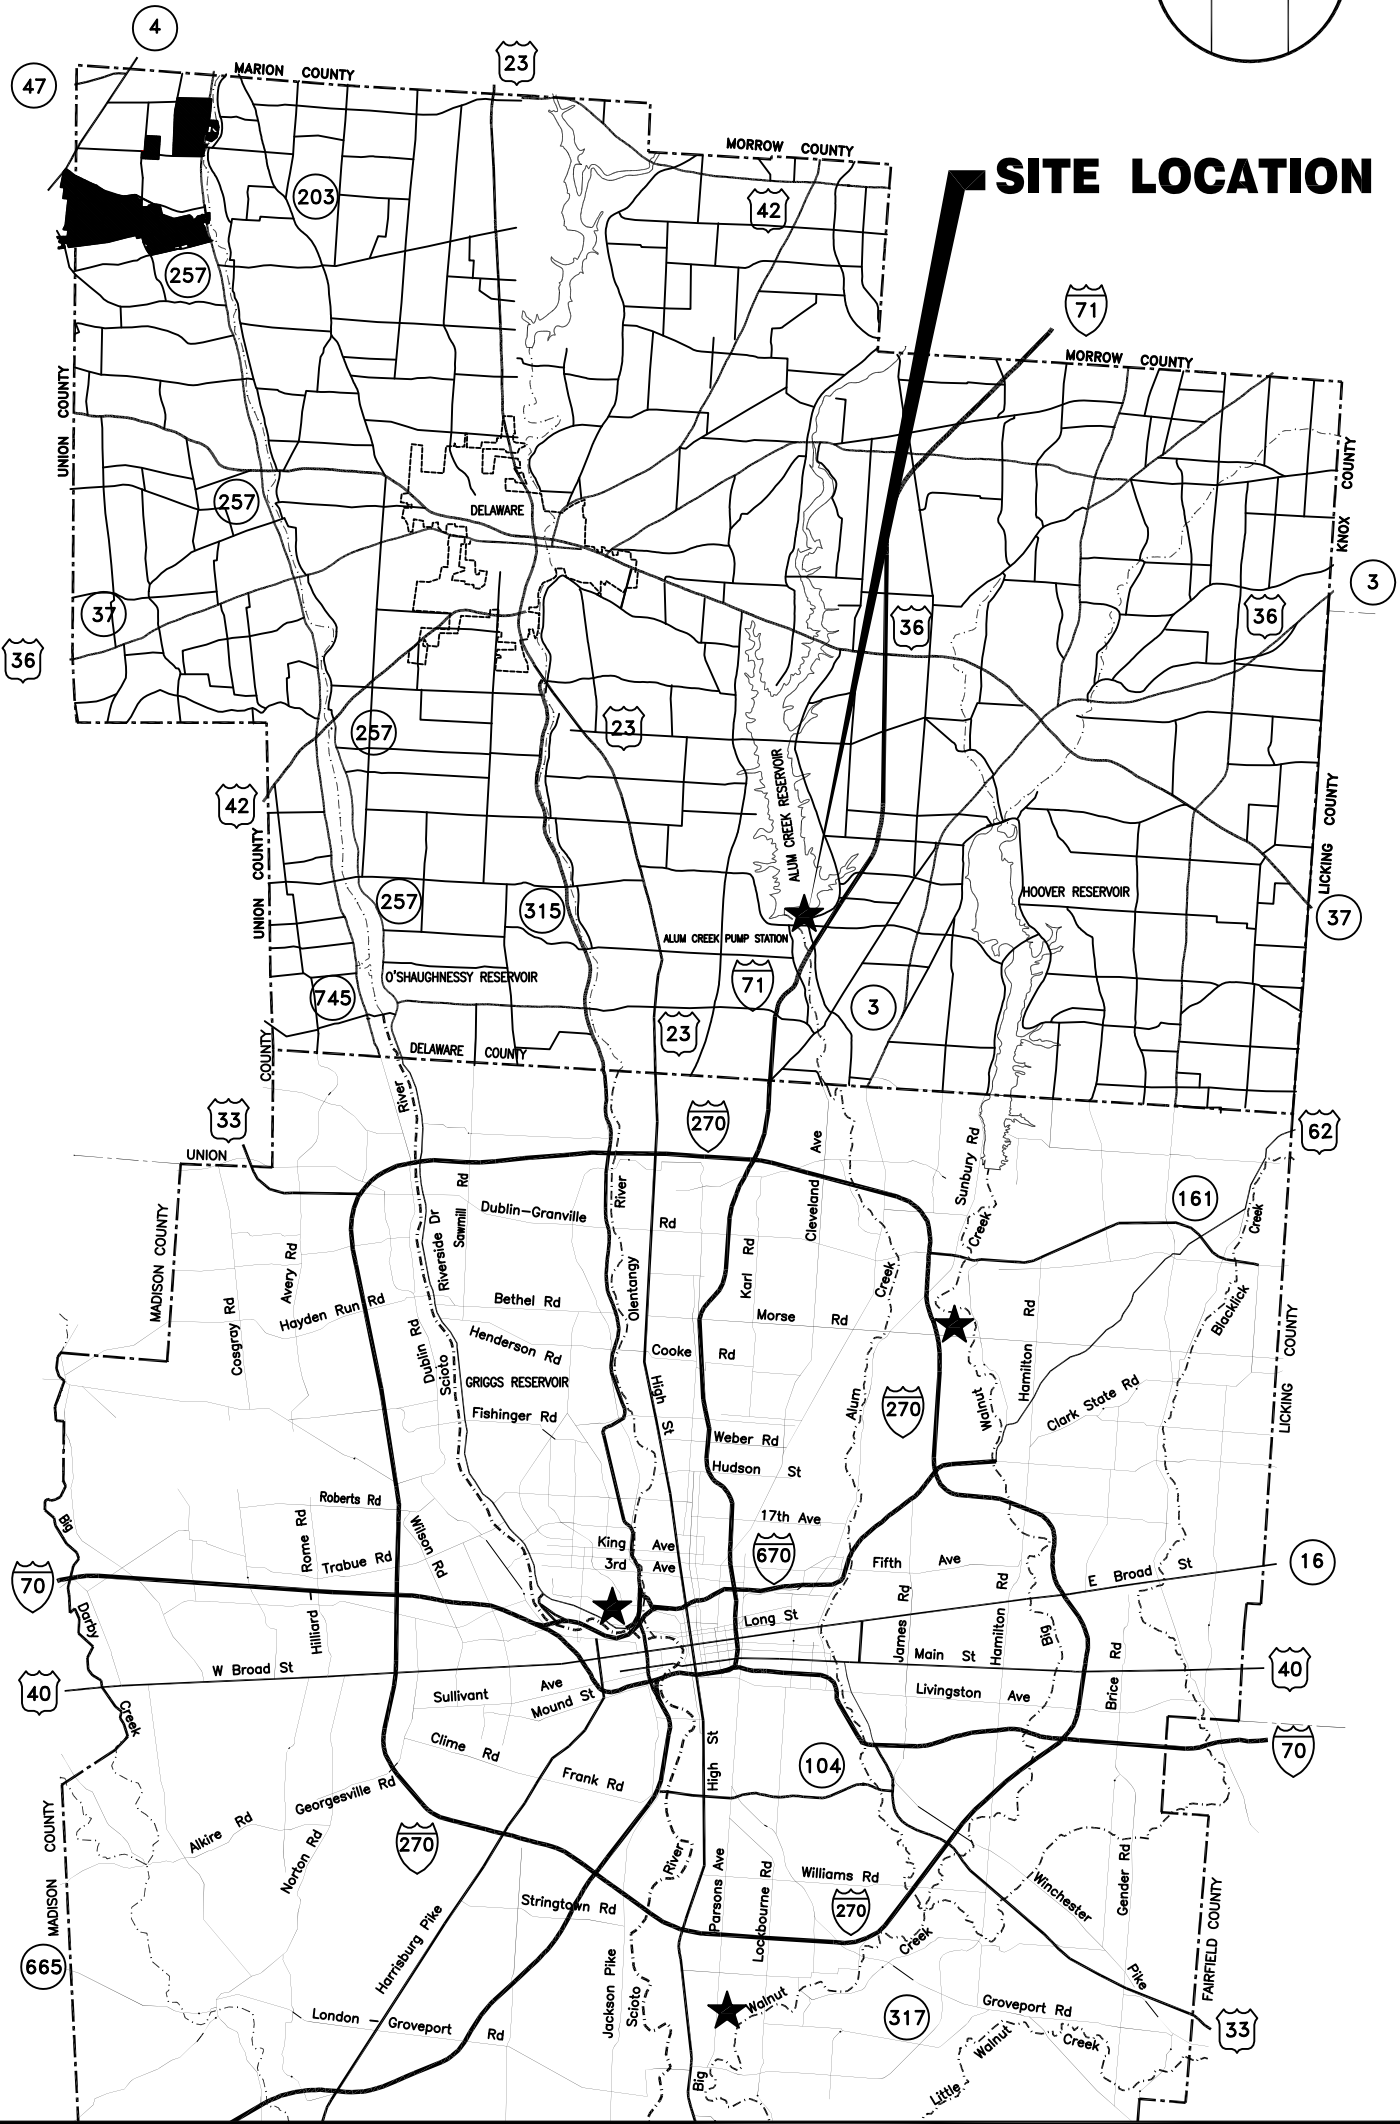 4
23
47
MARION COUNTY
MORROW COUNTY
SITE LOCATION
203
42
257
71
MORROW COUNTY
UNION COUNTY
KNOX COUNTY
257
DELAWARE
3
37
36
36
36
257
23
42
ALUM CREEK RESERVOIR
UNION COUNTY
LICKING COUNTY
257
315
HOOVER RESERVOIR
37
ALUM CREEK PUMP STATION
O'SHAUGHNESSY RESERVOIR
71
745
3
23
COUNTY
DELAWARE COUNTY
River
33
270
62
UNION
Cleveland Ave
Sunbury Rd
Creek
161
Creek
MADISON COUNTY
Sawmill Rd
Dublin-Granville Rd
River
Olentangy
Riverside Dr
Avery Rd
Karl Rd
Creek
Cosgray Rd
Hayden Run Rd
Bethel Rd
Morse Rd
Hamilton Rd
Blacklick
LICKING COUNTY
Dublin Rd
Scioto
Henderson Rd
Cooke Rd
GRIGGS RESERVOIR
High St
Alum
270
Walnut
Clark State Rd
Fishinger Rd
Weber Rd
Hudson St
Roberts Rd
17th Ave
Big
Rome Rd
Hilliard
Trabue Rd
Wilson Rd
King Ave
3rd Ave
670
Fifth Ave
16
70
E Broad St
Darby
Long St
James Rd
Hamilton Rd
Big
Main St
W Broad St
40
40
Creek
Sullivant Ave
Mound St
Livingston Ave
Brice Rd
Clime Rd
High St
70
104
Frank Rd
Georgesville Rd
MADISON COUNTY
Alkire Rd
270
Norton Rd
River
Parsons Ave
Lockbourne Rd
Williams Rd
Gender Rd
Winchester Pike
FAIRFIELD COUNTY
Stringtown Rd
270
Harrisburg Pike
Creek
665
Jackson Pike
Scioto
Walnut
London - Groveport Rd
317
Groveport Rd
33
Walnut Creek
Big
Little